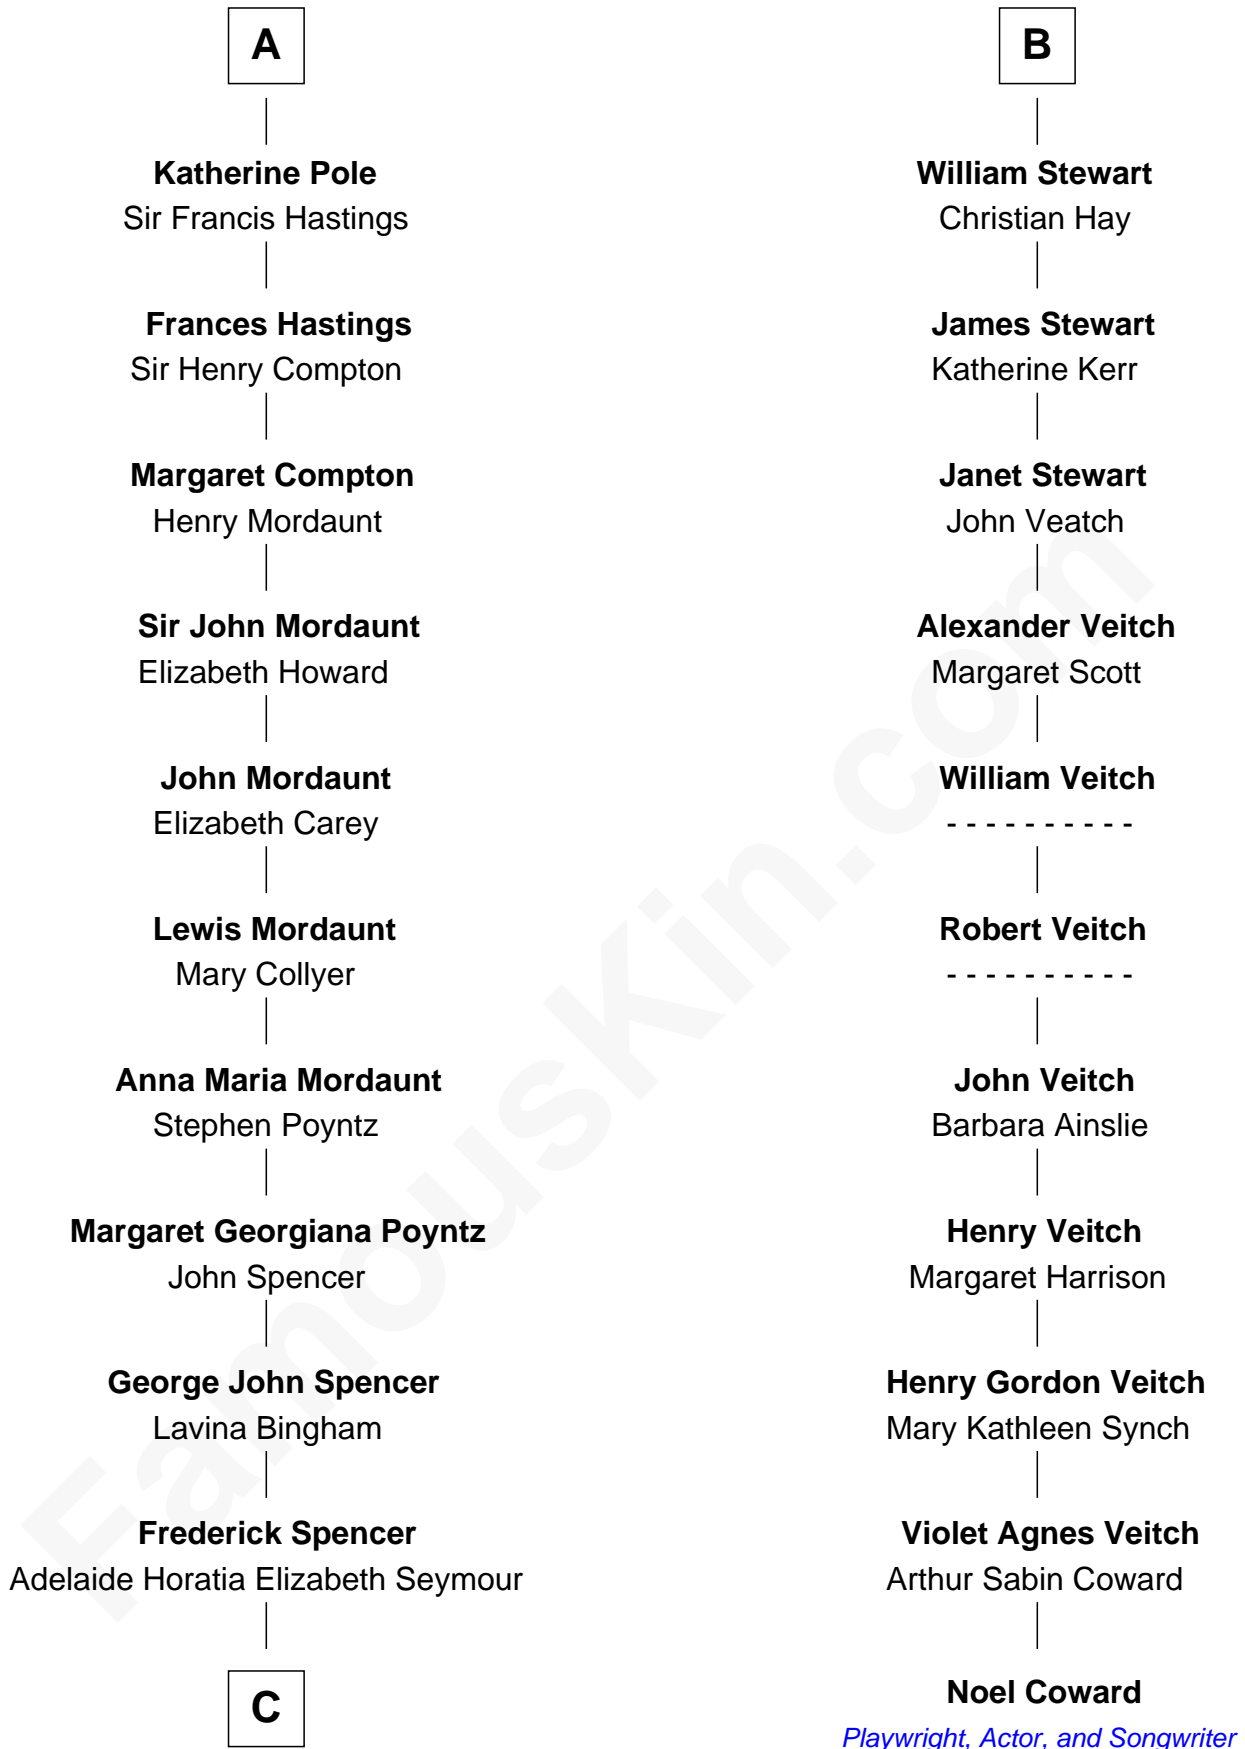 A
Katherine Pole
Sir Francis Hastings
Frances Hastings
Sir Henry Compton
Margaret Compton
Henry Mordaunt
Sir John Mordaunt
Elizabeth Howard
John Mordaunt
Elizabeth Carey
Lewis Mordaunt
Mary Collyer
Anna Maria Mordaunt
Stephen Poyntz
Margaret Georgiana Poyntz
John Spencer
George John Spencer
Lavina Bingham
Frederick Spencer
Adelaide Horatia Elizabeth Seymour
C
B
William Stewart
Christian Hay
James Stewart
Katherine Kerr
Janet Stewart
John Veatch
Alexander Veitch
Margaret Scott
William Veitch
- - - - - - - - - -
Robert Veitch
- - - - - - - - - -
John Veitch
Barbara Ainslie
Henry Veitch
Margaret Harrison
Henry Gordon Veitch
Mary Kathleen Synch
Violet Agnes Veitch
Arthur Sabin Coward
Noel Coward
Playwright, Actor, and Songwriter
FamousKin.com